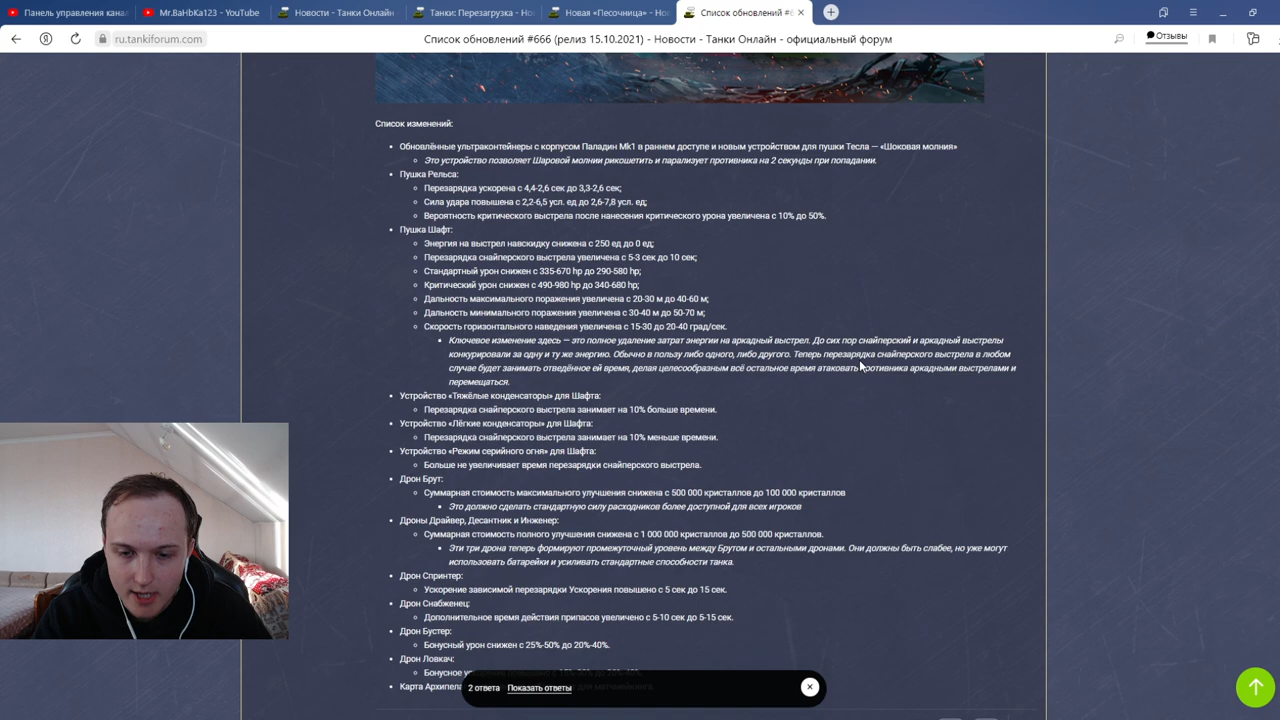 Панель управления кана
Mr.BaHbKa123 - YouTube
Новости - Танки Онлайн
Танки: Перезагрузка - Но
Новая «Песочница» - Нов
Список обновлений #6
ru.tankiforum.com
Список обновлений #666 (релиз 15.10.2021) - Новости - Танки Онлайн - официальный форум
Отзывы
Список изменений:
Обновлённые ультраконтейнеры с корпусом Паладин Mk1 в раннем доступе и новым устройством для пушки Тесла — «Шоковая молния»
Это устройство позволяет Шаровой молнии рикошетить и парализует противника на 2 секунды при попадании.
Пушка Рельса:
Перезарядка ускорена с 4,4-2,6 сек до 3,3-2,6 сек;
Сила удара повышена с 2,2-6,5 усл. ед до 2,6-7,8 усл. ед;
Вероятность критического выстрела после нанесения критического урона увеличена с 10% до 50%.
Пушка Шафт:
Энергия на выстрел навскидку снижена с 250 ед до 0 ед;
Перезарядка снайперского выстрела увеличена с 5-3 сек до 10 сек;
Стандартный урон снижен с 335-670 hp до 290-580 hp;
Критический урон снижен с 490-980 hp до 340-680 hp;
Дальность максимального поражения увеличена с 20-30 м до 40-60 м;
Дальность минимального поражения увеличена с 30-40 м до 50-70 м;
Скорость горизонтального наведения увеличена с 15-30 до 20-40 град/сек.
Ключевое изменение здесь — это полное удаление затрат энергии на аркадный выстрел. До сих пор снайперский и аркадный выстрелы
конкурировали за одну и ту же энергию. Обычно в пользу либо одного, либо другого. Теперь перезарядка снайперского выстрела в любом
случае будет занимать отведённое ей время, делая целесообразным всё остальное время атаковать противника аркадными выстрелами и
перемещаться.
Устройство «Тяжёлые конденсаторы» для Шафта:
Перезарядка снайперского выстрела занимает на 10% больше времени.
Устройство «Лёгкие конденсаторы» для Шафта:
Перезарядка снайперского выстрела занимает на 10% меньше времени.
Устройство «Режим серийного огня» для Шафта:
Больше не увеличивает время перезарядки снайперского выстрела.
Дрон Брут:
Суммарная стоимость максимального улучшения снижена с 500 000 кристаллов до 100 000 кристаллов
Это должно сделать стандартную силу расходников более доступной для всех игроков
Дроны Драйвер, Десантник и Инженер:
Суммарная стоимость полного улучшения снижена с 1 000 000 кристаллов до 500 000 кристаллов.
Эти три дрона теперь формируют промежуточный уровень между Брутом и остальными дронами. Они должны быть слабее, но уже могут
использовать батарейки и усиливать стандартные способности танка.
Дрон Спринтер:
Ускорение зависимой перезарядки Ускорения повышено с 5 сек до 15 сек.
Дрон Снабженец:
Дополнительное время действия припасов увеличено с 5-10 сек до 5-15 сек.
Дрон Бустер:
Бонусный урон снижен с 25%-50% до 20%-40%.
Дрон Ловкач:
Бонусное
Карта Архипела
2 ответа Показать ответы